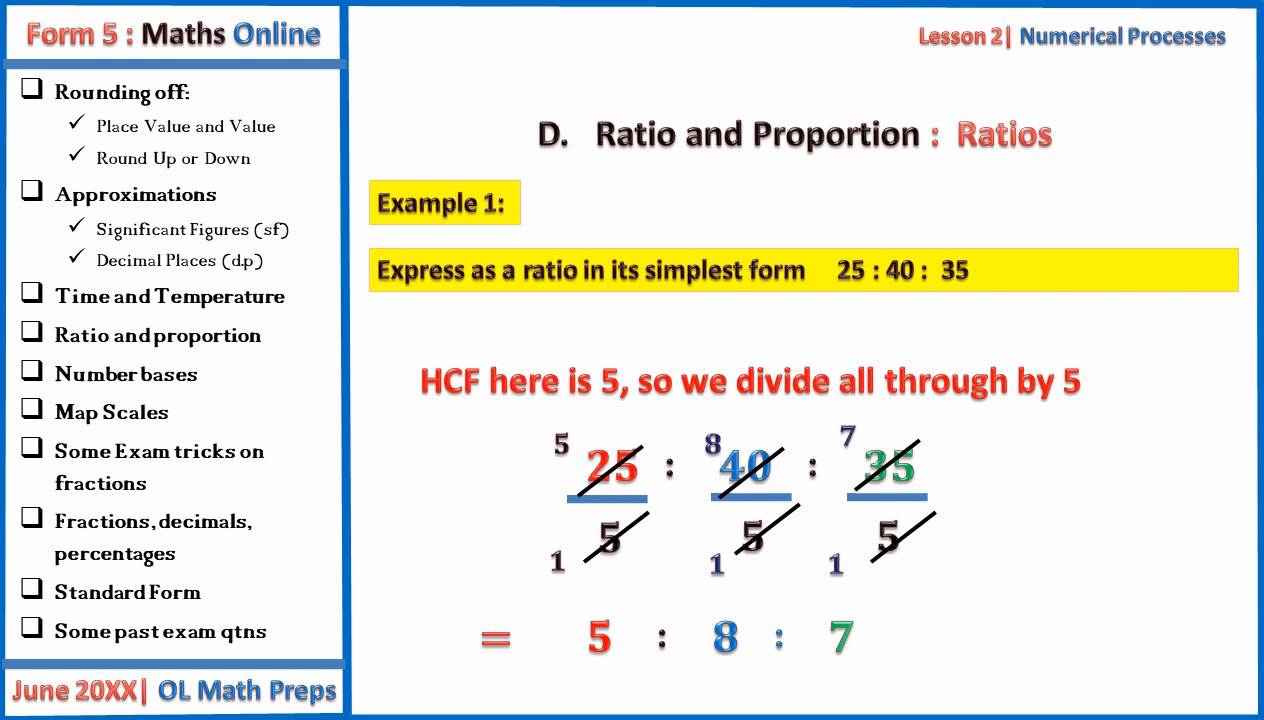 Form 5 : Maths Online
Rounding off:
Place Value and Value
Round Up or Down
Approximations
Significant Figures (sf)
Decimal Places (d.p)
Time and Temperature
Ratio and proportion
Number bases
Map Scales
Some Exam tricks on
fractions
Fractions, decimals,
percentages
Standard Form
Some past exam qtns
June 20XX| OL Math Preps
Lesson 2| Numerical Processes
D. Ratio and Proportion : Ratios
Example 1:
Express as a ratio in its simplest form 25 : 40 : 35
HCF here is 5, so we divide all through by 5
5 8 7
25 : 40 : 35
5 5 5
1 1 1
= 5 : 8 : 7